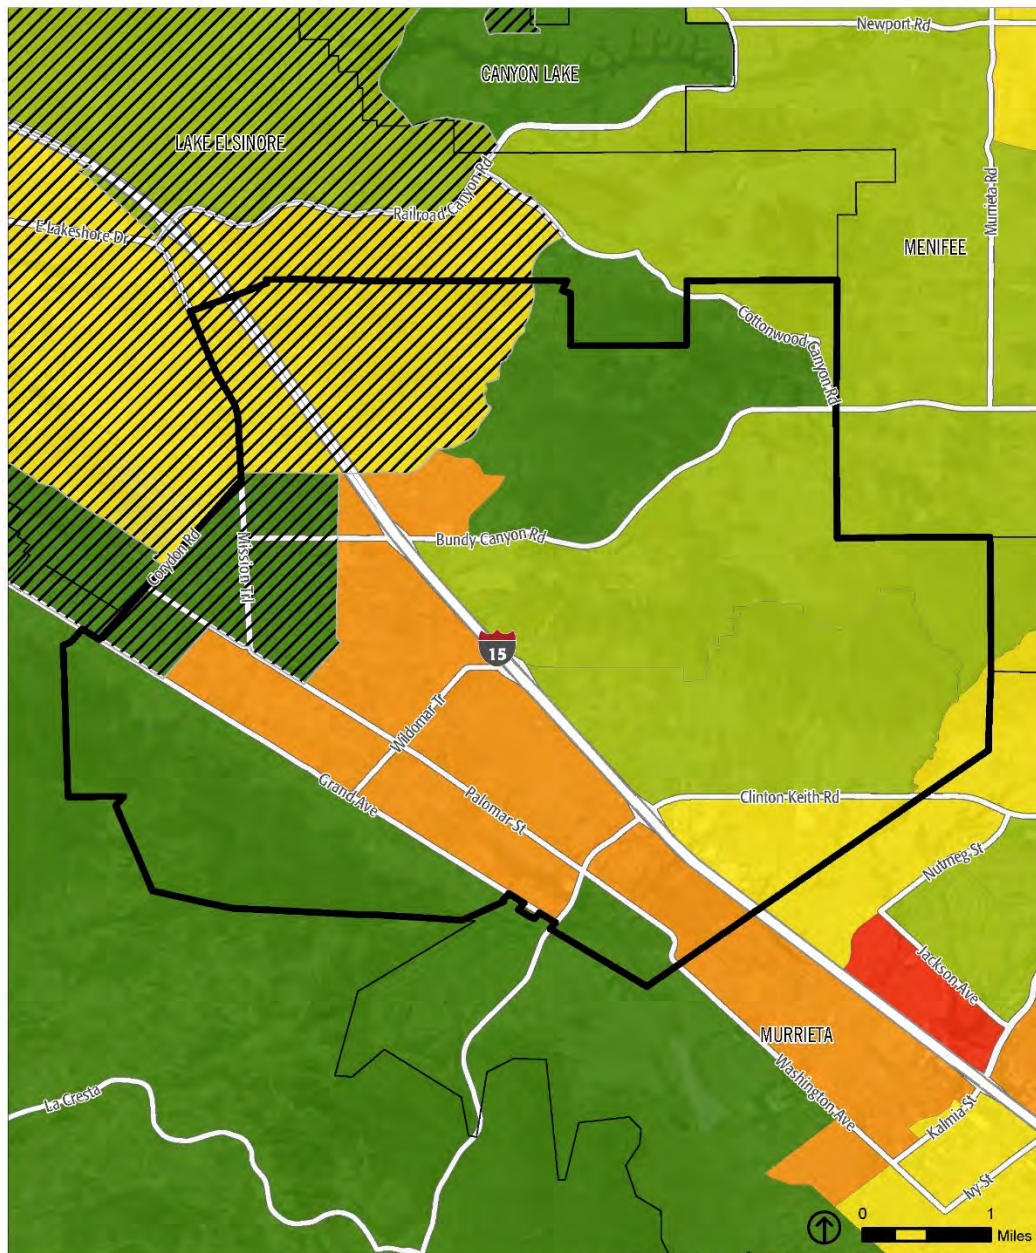 Newport Rd
CANYON LAKE
LAKE ELSINORE
Railroad Canyon Rd
Murrieta Rd
E Lakeshore Dr
MENIFEE
Cottonwood Canyon Rd
Corydon Rd
Mission Trl
Bundy Canyon Rd
15
Wildomar Tr
Grand Ave
Palomar St
Clinton Keith Rd
Nutmeg St
Jackson Ave
MURRIETA
Washington Ave
La Cresta
Kalmia St
Ivy St
0 1
Miles